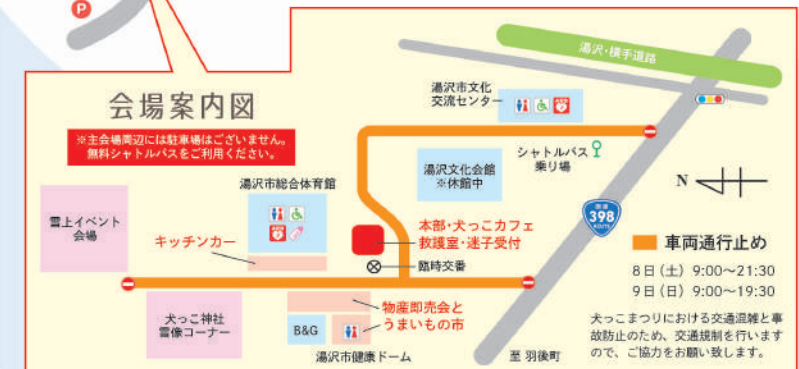 P
湯沢・横手道路
会場案内図
※主会場周辺には駐車場はございません。
無料シャトルバスをご利用ください。
湯沢市文化
交流センター
AED
シャトルバス
乗り場
湯沢文化会館
※休館中
湯沢市総合体育館
AED
雪上イベント
会場
キッチンカー
本部・犬っこカフェ
救護室・迷子受付
臨時交番
N
国道
398
ROUTE
車両通行止め
8日(土) 9:00〜21:30
9日(日) 9:00〜19:30
犬っこまつりにおける交通混雑と事
故防止のため、交通規制を行います
ので、ご協力をお願い致します。
犬っこ神社
雪像コーナー
B&G
物産即売会と
うまいもの市
湯沢市健康ドーム
至 羽後町